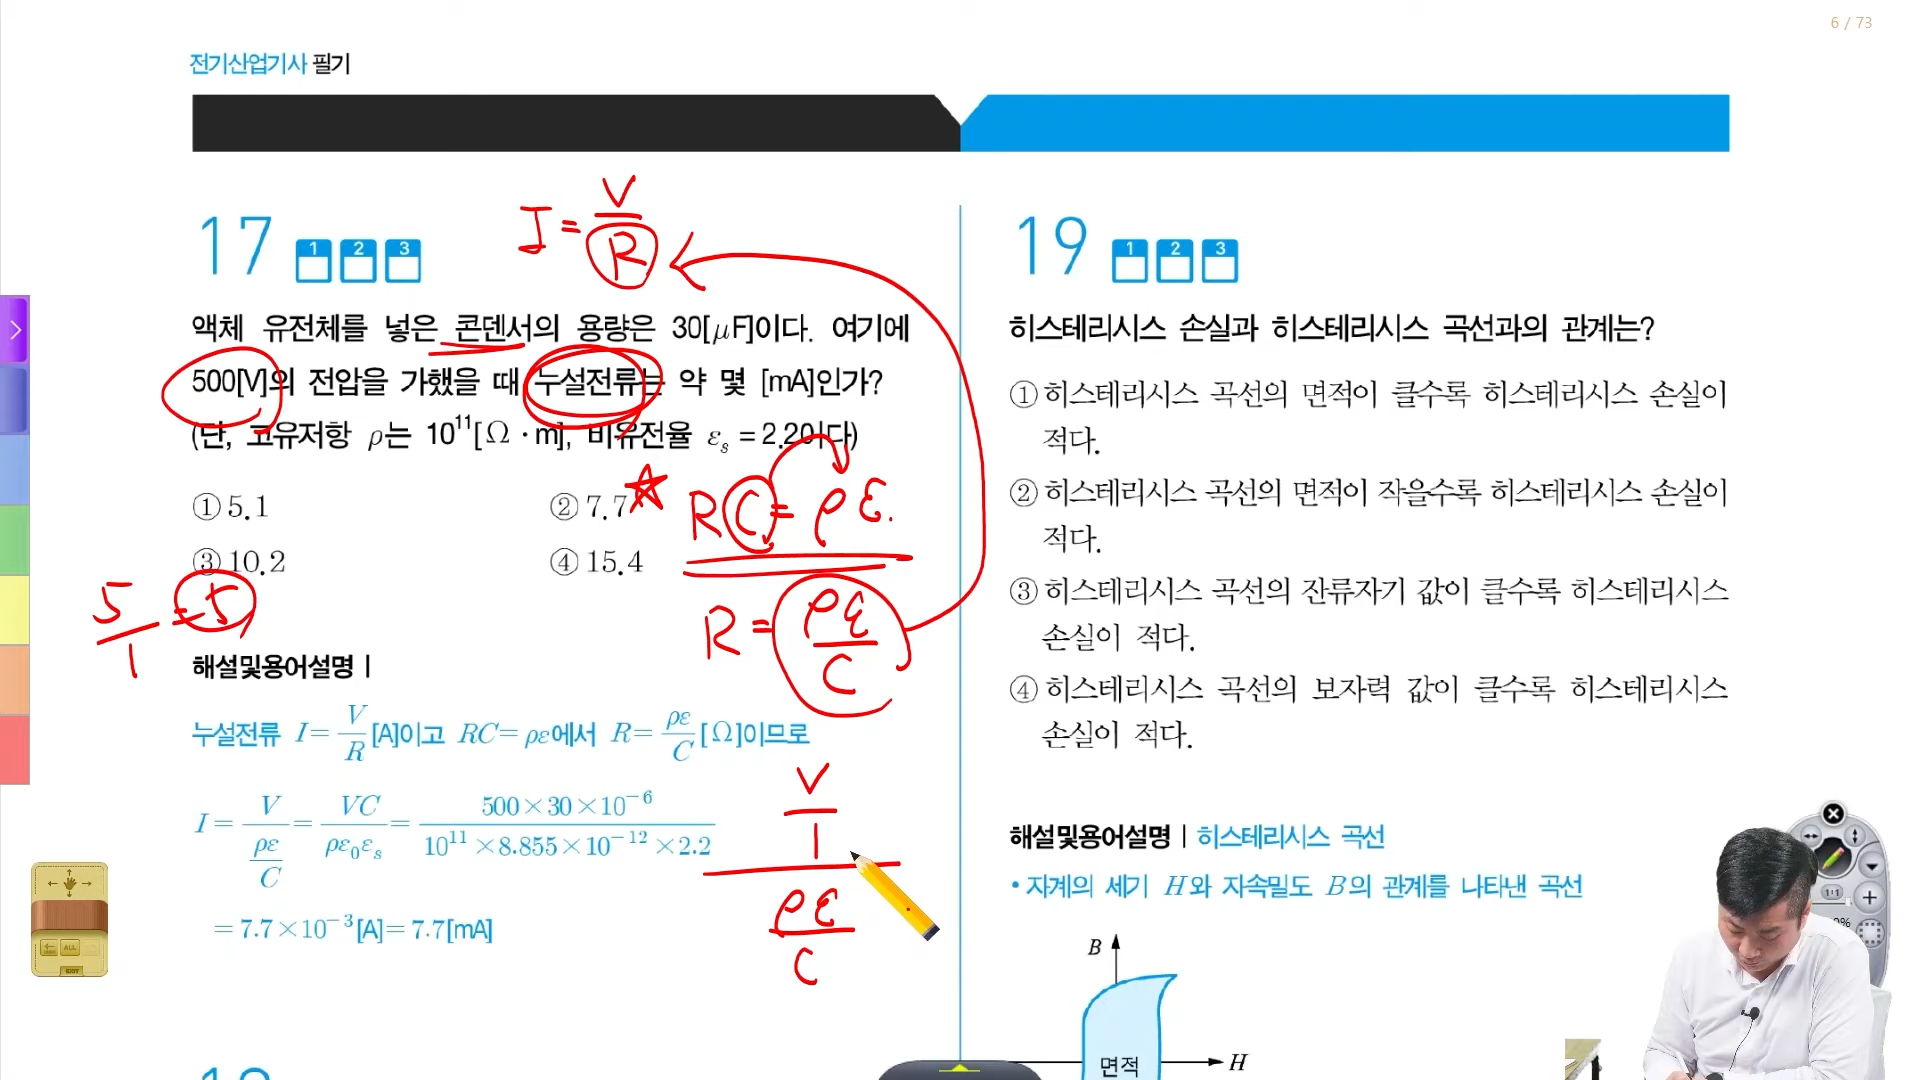 6 / 73
전기산업기사 필기
17 1 2 3
I = V/R
액체 유전체를 넣은 콘덴서의 용량은 30[μF]이다. 여기에
500[V]의 전압을 가했을 때 누설전류는 약 몇 [mA]인가?
(단, 고유저항 ρ는 10¹¹[Ω·m], 비유전율 εs = 2.2이다)
① 5.1
② 7.7
③ 10.2
④ 15.4
RC = ρε.
R = ρε/C
5/1 = 5
해설및용어설명 |
누설전류 I = V/R [A]이고 RC = ρε에서 R = ρε/C [Ω]이므로
I = V/(ρε/C) = VC/(ρε₀εs) = (500×30×10⁻⁶)/(10¹¹×8.855×10⁻¹²×2.2)
= 7.7×10⁻³[A] = 7.7[mA]
V/1
ρε/C
19 1 2 3
히스테리시스 손실과 히스테리시스 곡선과의 관계는?
① 히스테리시스 곡선의 면적이 클수록 히스테리시스 손실이
적다.
② 히스테리시스 곡선의 면적이 작을수록 히스테리시스 손실이
적다.
③ 히스테리시스 곡선의 잔류자기 값이 클수록 히스테리시스
손실이 적다.
④ 히스테리시스 곡선의 보자력 값이 클수록 히스테리시스
손실이 적다.
해설및용어설명 | 히스테리시스 곡선
• 자계의 세기 H와 자속밀도 B의 관계를 나타낸 곡선
B
면적
H
ALL
EXIT
1:1